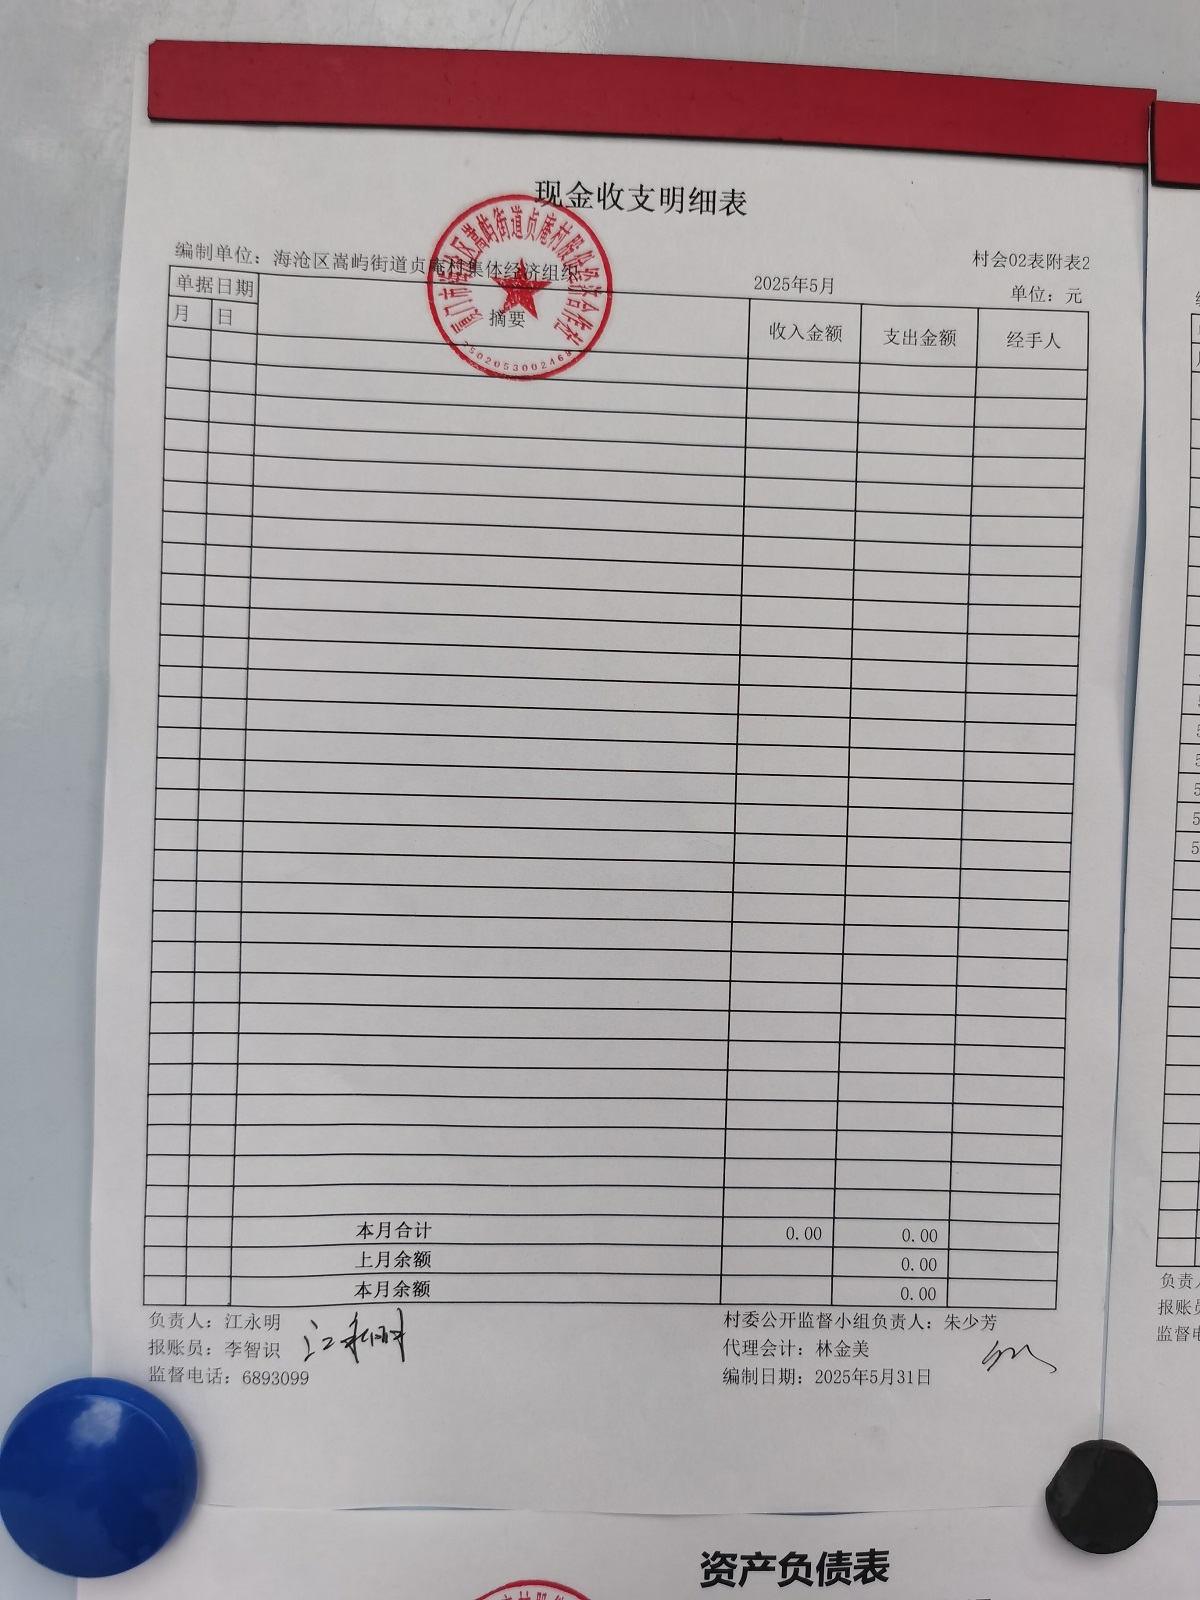 现金收支明细表
编制单位：海沧区嵩屿街道贞庵村集体经济组织
2025年5月
村会02表附表2
单位：元
单据日期
月 日 摘要 收入金额 支出金额 经手人
本月合计 0.00 0.00
上月余额 0.00
本月余额 0.00
负责人：江永明 村委公开监督小组负责人：朱少芳
报账员：李智识 代理会计：林金美
监督电话：6893099 编制日期：2025年5月31日
江永明
资产负债表